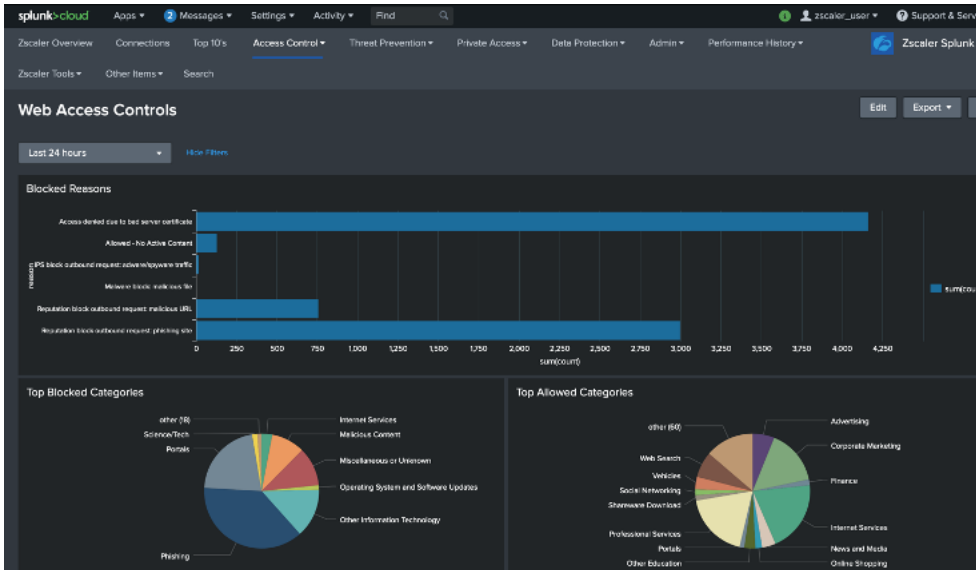 splunk>cloud Apps ▾ 2 Messages ▾ Settings ▾ Activity ▾ Find i zscaler_user ▾ ? Support & Serv
Zscaler Overview Connections Top 10's Access Control ▾ Threat Prevention ▾ Private Access ▾ Data Protection ▾ Admin ▾ Performance History ▾ Zscaler Splunk
Zscaler Tools ▾ Other Items ▾ Search
Web Access Controls
Edit Export ▾
Last 24 hours ▾ Hide Filters
Blocked Reasons
reason
Access denied due to bad server certificate
Allowed - No Active Content
IPS block outbound request: adware/spyware traffic
Malware block: malicious file
Reputation block outbound request: malicious URL
Reputation block outbound request: phishing site
sum(cou
0 250 500 750 1,000 1,250 1,500 1,750 2,000 2,250 2,500 2,750 3,000 3,250 3,500 3,750 4,000 4,250
sum(count)
Top Blocked Categories
other (18)
Science/Tech
Portals
Phishing
Internet Services
Malicious Content
Miscellaneous or Unknown
Operating System and Software Updates
Other Information Technology
Top Allowed Categories
other (60)
Web Search
Vehicles
Social Networking
Shareware Download
Professional Services
Portals
Other Education
Advertising
Corporate Marketing
Finance
Internet Services
News and Media
Online Shopping